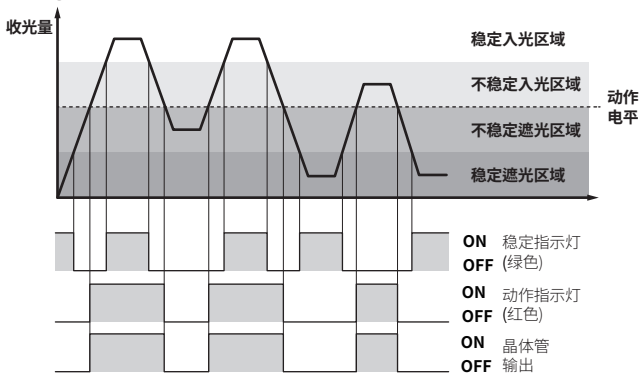 收光量
稳定入光区域
不稳定入光区域
动作
电平
不稳定遮光区域
稳定遮光区域
ON 稳定指示灯
OFF (绿色)
ON 动作指示灯
OFF (红色)
ON 晶体管
OFF 输出